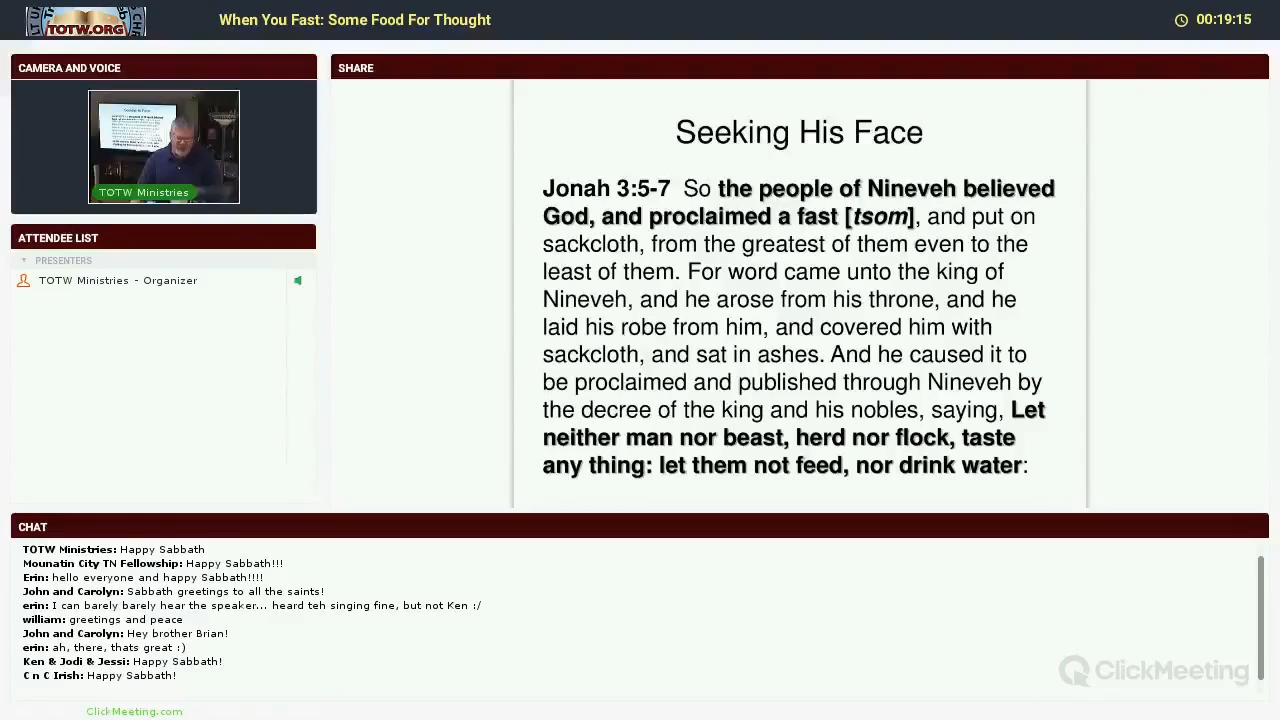 TOTW.ORG
When You Fast: Some Food For Thought
00:19:15
CAMERA AND VOICE
TOTW Ministries
ATTENDEE LIST
PRESENTERS
TOTW Ministries - Organizer
SHARE
Seeking His Face
Jonah 3:5-7 So the people of Nineveh believed
God, and proclaimed a fast [tsom], and put on
sackcloth, from the greatest of them even to the
least of them. For word came unto the king of
Nineveh, and he arose from his throne, and he
laid his robe from him, and covered him with
sackcloth, and sat in ashes. And he caused it to
be proclaimed and published through Nineveh by
the decree of the king and his nobles, saying, Let
neither man nor beast, herd nor flock, taste
any thing: let them not feed, nor drink water:
CHAT
TOTW Ministries: Happy Sabbath
Mounatin City TN Fellowship: Happy Sabbath!!!
Erin: hello everyone and happy Sabbath!!!!
John and Carolyn: Sabbath greetings to all the saints!
erin: I can barely barely hear the speaker... heard teh singing fine, but not Ken :/
william: greetings and peace
John and Carolyn: Hey brother Brian!
erin: ah, there, thats great :)
Ken & Jodi & Jessi: Happy Sabbath!
C n C Irish: Happy Sabbath!
ClickMeeting
ClickMeeting.com